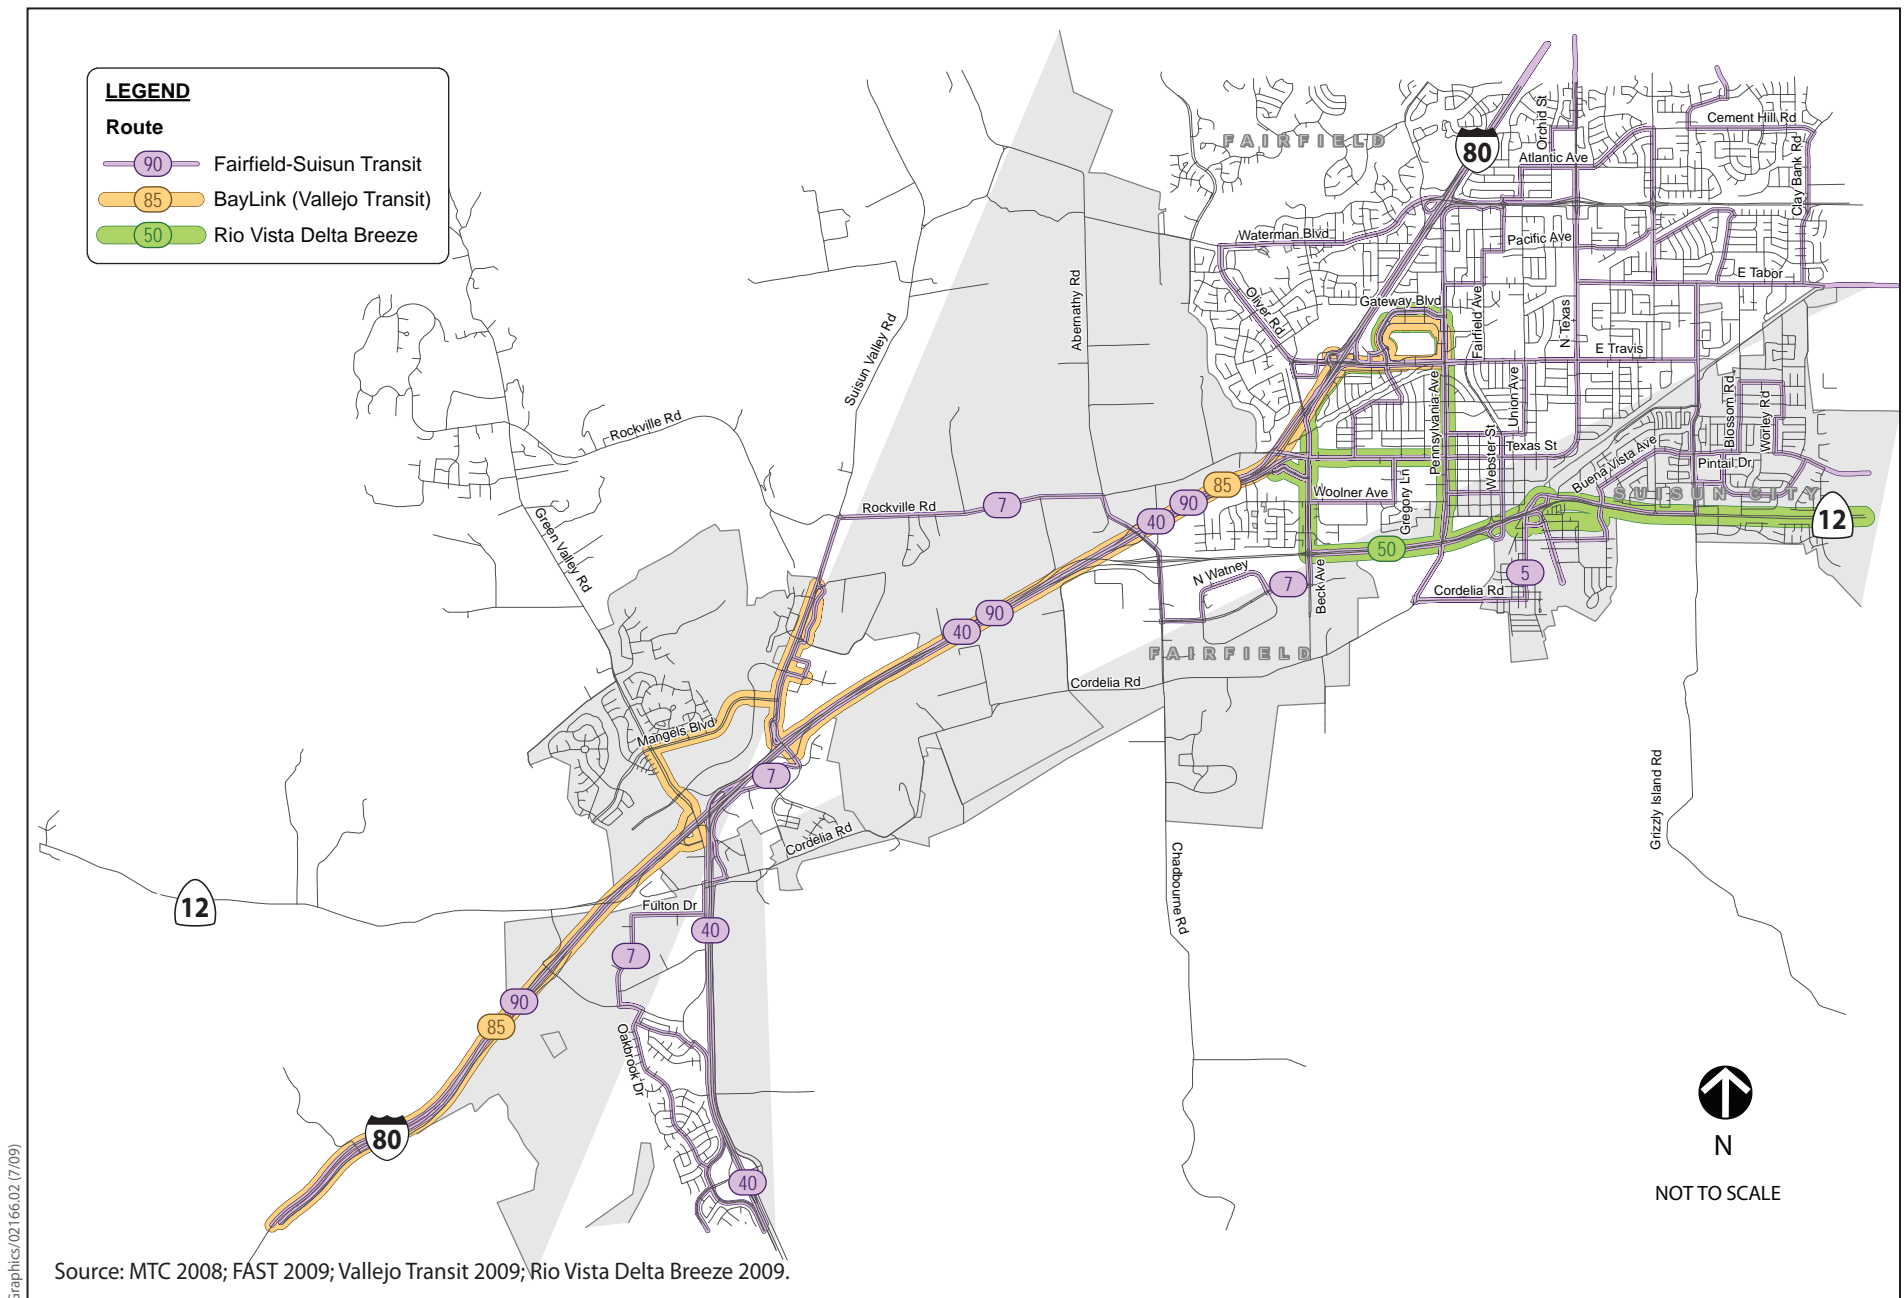 LEGEND
Route
90 Fairfield-Suisun Transit
85 BayLink (Vallejo Transit)
50 Rio Vista Delta Breeze
FAIRFIELD
80
Orchid St
Cement Hill Rd
Atlantic Ave
Clay Bank Rd
Waterman Blvd
Pacific Ave
E Tabor
Abernathy Rd
Oliver Rd
Gateway Blvd
Fairfield Ave
N Texas
E Travis
Suisun Valley Rd
Pennsylvania Ave
Union Ave
Blossom Rd
Worley Rd
Rockville Rd
Webster St
Texas St
Buena Vista Ave
Pintail Dr
85
Woolner Ave
Gregory Ln
SUISUN CITY
Rockville Rd
7
90
40
12
Green Valley Rd
50
N Watney
7
Beck Ave
5
Cordelia Rd
90
40
FAIRFIELD
Cordelia Rd
Mangels Blvd
7
Grizzly Island Rd
Cordelia Rd
Chadbourne Rd
12
Fulton Dr
40
7
90
85
Oakbrook Dr
80
40
N
NOT TO SCALE
Source: MTC 2008; FAST 2009; Vallejo Transit 2009; Rio Vista Delta Breeze 2009.
Graphics/02166.02 (7/09)